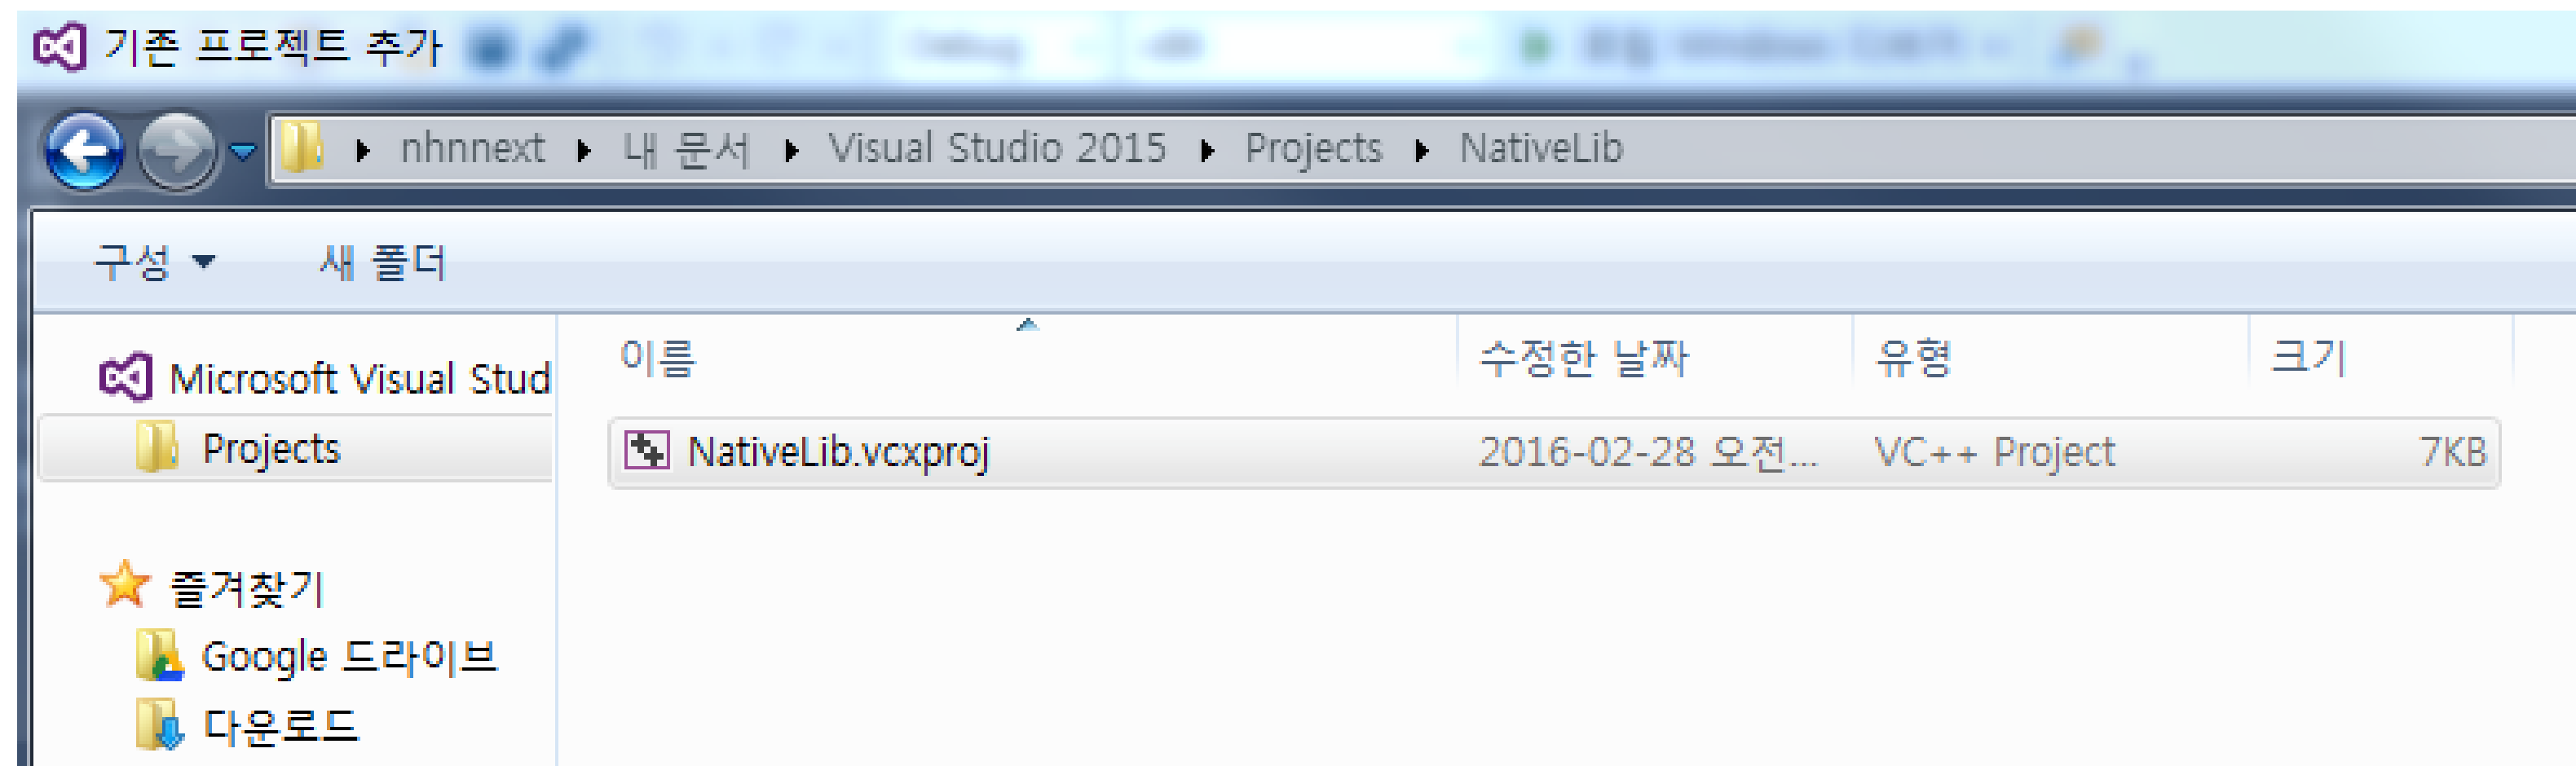 기존 프로젝트 추가
nhnnext 내 문서 Visual Studio 2015 Projects NativeLib
구성 새 폴더
이름 수정한 날짜 유형 크기
Microsoft Visual Stud
NativeLib.vcxproj 2016-02-28 오전... VC++ Project 7KB
Projects
즐겨찾기
Google 드라이브
다운로드